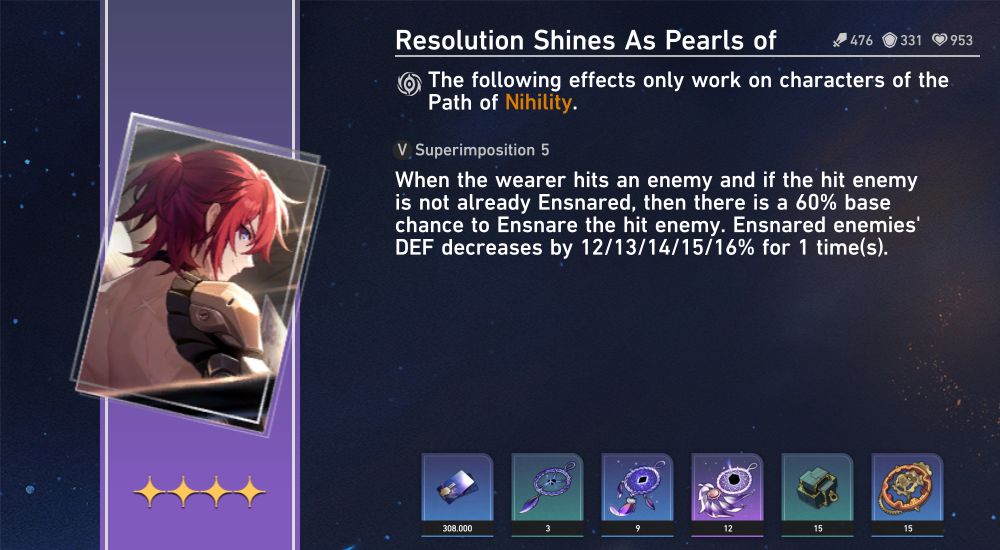 Resolution Shines As Pearls of
476 331 953
The following effects only work on characters of the
Path of Nihility.
V Superimposition 5
When the wearer hits an enemy and if the hit enemy
is not already Ensnared, then there is a 60% base
chance to Ensnare the hit enemy. Ensnared enemies'
DEF decreases by 12/13/14/15/16% for 1 time(s).
308.000 3 9 12 15 15